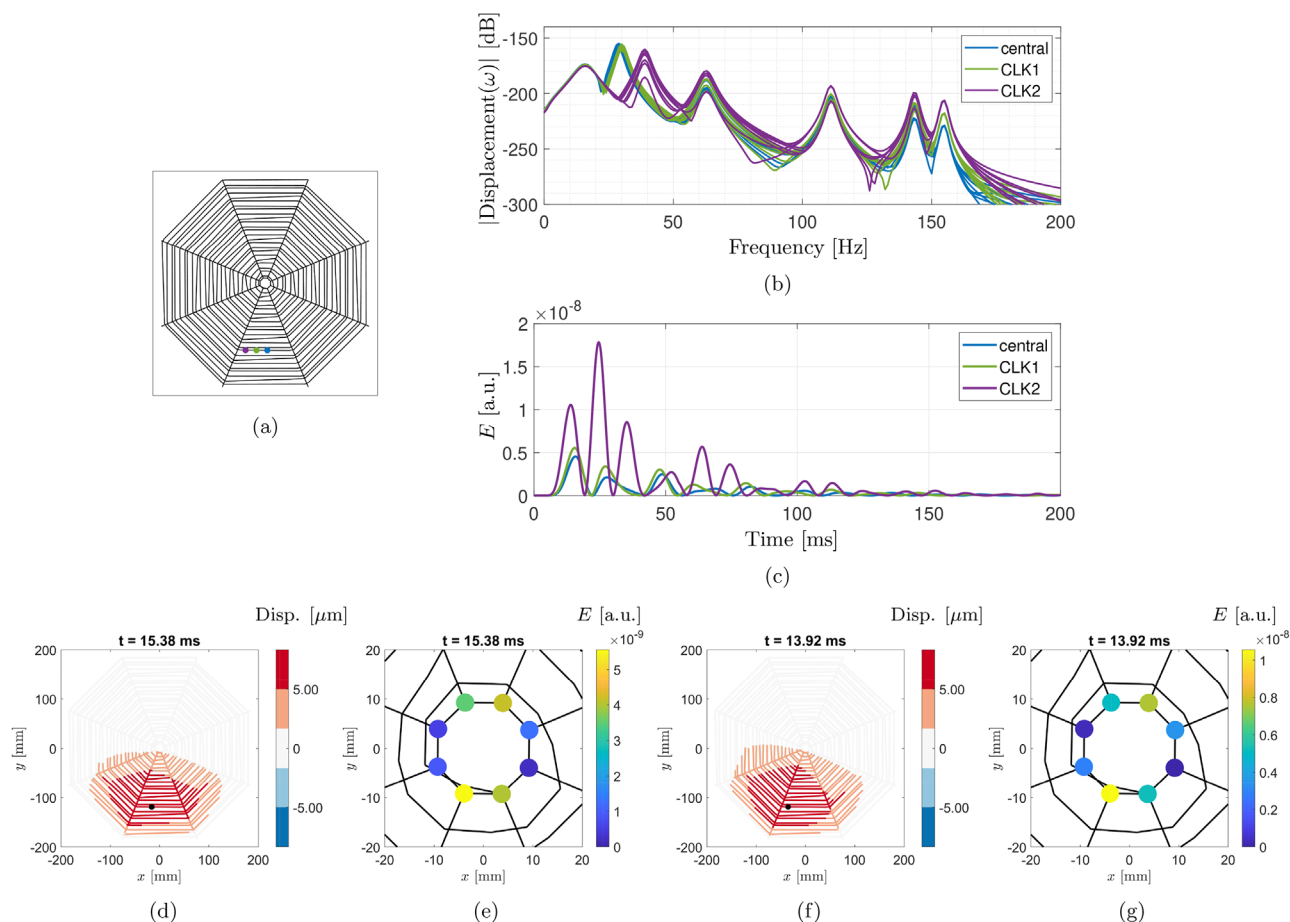 (a)
|Displacement(ω)| [dB]
-150
-200
-250
-300
0 50 100 150 200
Frequency [Hz]
central
CLK1
CLK2
(b)
×10⁻⁸
E [a.u.]
2
1.5
1
0.5
0
0 50 100 150 200
Time [ms]
central
CLK1
CLK2
(c)
Disp. [μm]
t = 15.38 ms
y [mm]
200
100
0
-100
-200
-200 -100 0 100 200
x [mm]
5.00
0
-5.00
(d)
E [a.u.]
×10⁻⁹
t = 15.38 ms
y [mm]
20
10
0
-10
-20
-20 -10 0 10 20
x [mm]
5
4
3
2
1
0
(e)
Disp. [μm]
t = 13.92 ms
y [mm]
200
100
0
-100
-200
-200 -100 0 100 200
x [mm]
5.00
0
-5.00
(f)
E [a.u.]
×10⁻⁸
t = 13.92 ms
y [mm]
20
10
0
-10
-20
-20 -10 0 10 20
x [mm]
1
0.8
0.6
0.4
0.2
0
(g)